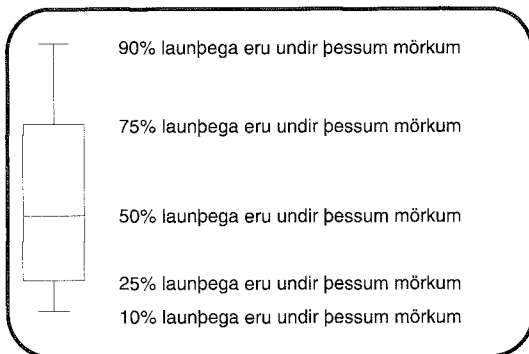 90% launþega eru undir þessum mörkum
75% launþega eru undir þessum mörkum
50% launþega eru undir þessum mörkum
25% launþega eru undir þessum mörkum
10% launþega eru undir þessum mörkum